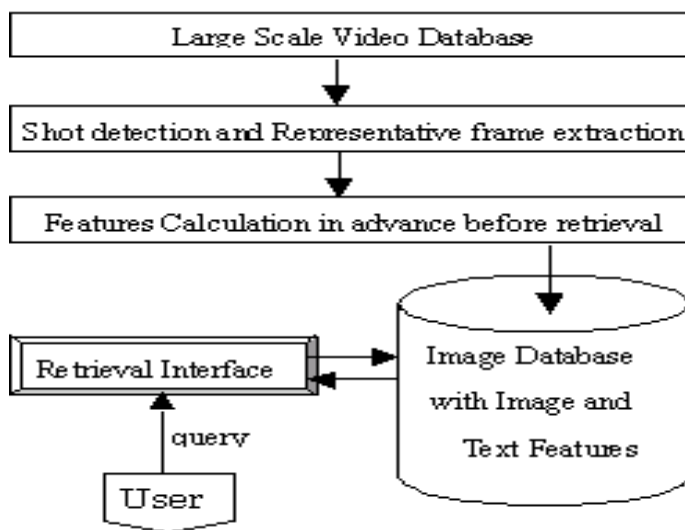 Large Scale Video Database
Shot detection and Representative frame extraction
Features Calculation in advance before retrieval
Retrieval Interface
Image Database
with Image and
Text Features
query
User